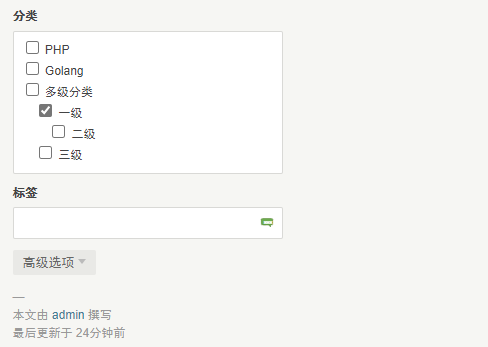 分类
PHP
Golang
多级分类
一级
二级
三级
标签
高级选项
—
本文由 admin 撰写
最后更新于 24分钟前